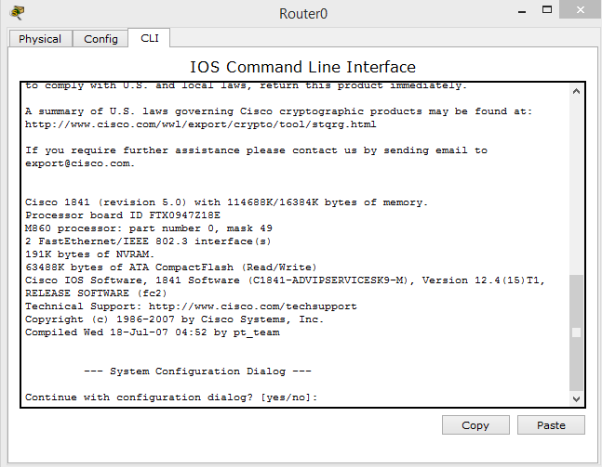 Router0
Physical Config CLI
IOS Command Line Interface
to comply with U.S. and local laws, return this product immediately.
A summary of U.S. laws governing Cisco cryptographic products may be found at:
http://www.cisco.com/wwl/export/crypto/tool/stqrg.html
If you require further assistance please contact us by sending email to
export@cisco.com.
Cisco 1841 (revision 5.0) with 114688K/16384K bytes of memory.
Processor board ID FTX0947Z18E
M860 processor: part number 0, mask 49
2 FastEthernet/IEEE 802.3 interface(s)
191K bytes of NVRAM.
63488K bytes of ATA CompactFlash (Read/Write)
Cisco IOS Software, 1841 Software (C1841-ADVIPSERVICESK9-M), Version 12.4(15)T1,
RELEASE SOFTWARE (fc2)
Technical Support: http://www.cisco.com/techsupport
Copyright (c) 1986-2007 by Cisco Systems, Inc.
Compiled Wed 18-Jul-07 04:52 by pt_team
--- System Configuration Dialog ---
Continue with configuration dialog? [yes/no]:
Copy Paste